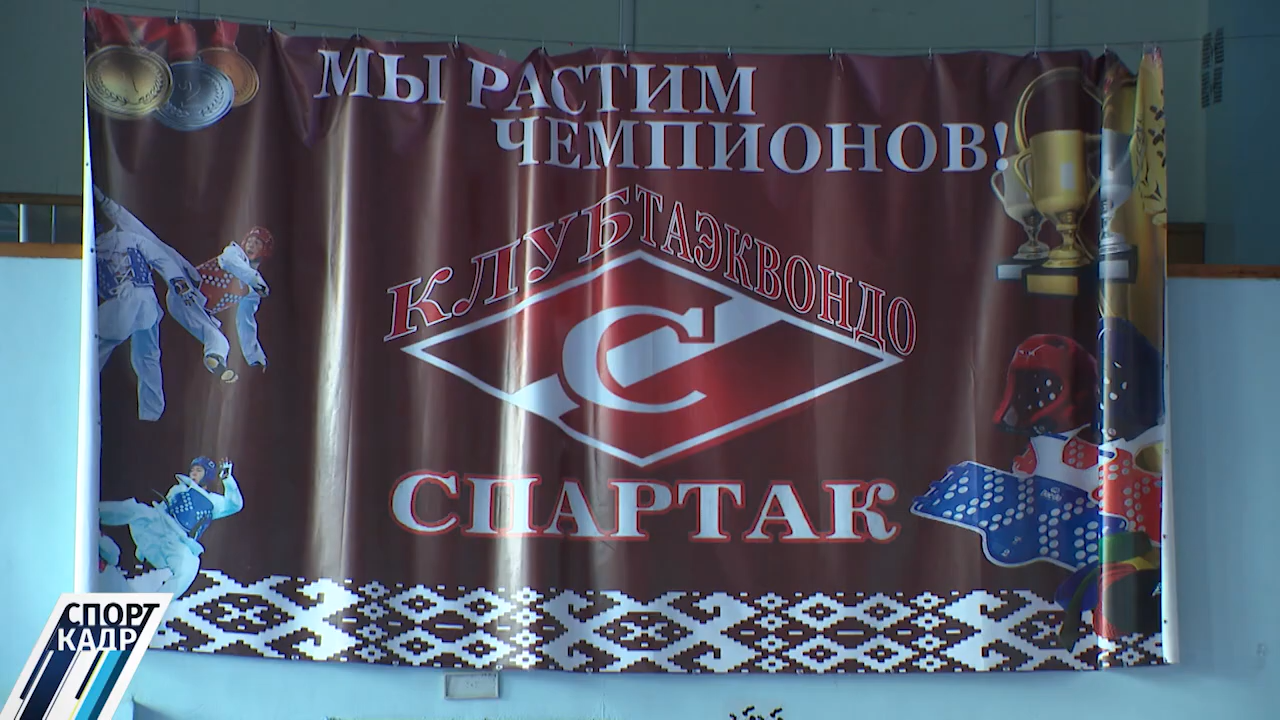 МЫ РАСТИМ
ЧЕМПИОНОВ!
КЛУБ ТАЭКВОНДО
С
СПАРТАК
СПОРТ
КАДР